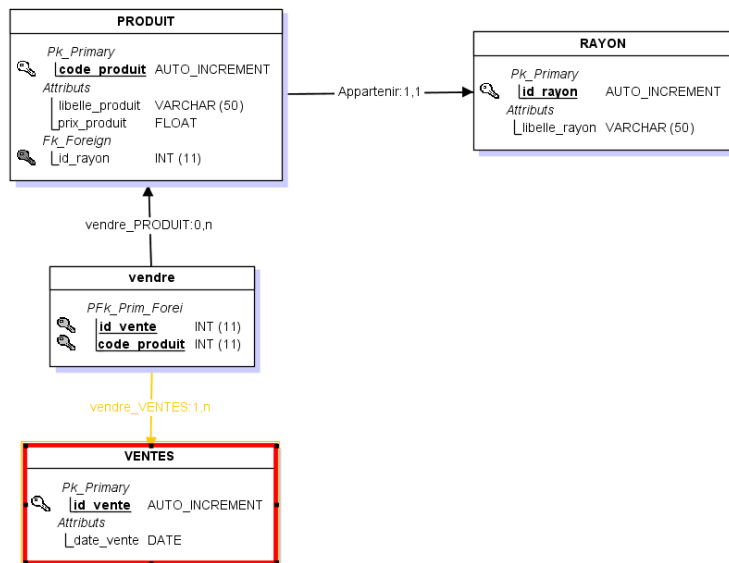 PRODUIT
Pk_Primary
code_produit AUTO_INCREMENT
Attributs
libelle_produit VARCHAR (50)
prix_produit FLOAT
Fk_Foreign
id_rayon INT (11)
Appartenir:1,1
RAYON
Pk_Primary
id_rayon AUTO_INCREMENT
Attributs
libelle_rayon VARCHAR (50)
vendre_PRODUIT:0,n
vendre
PFk_Prim_Forei
id_vente INT (11)
code_produit INT (11)
vendre_VENTES:1,n
VENTES
Pk_Primary
id_vente AUTO_INCREMENT
Attributs
date_vente DATE